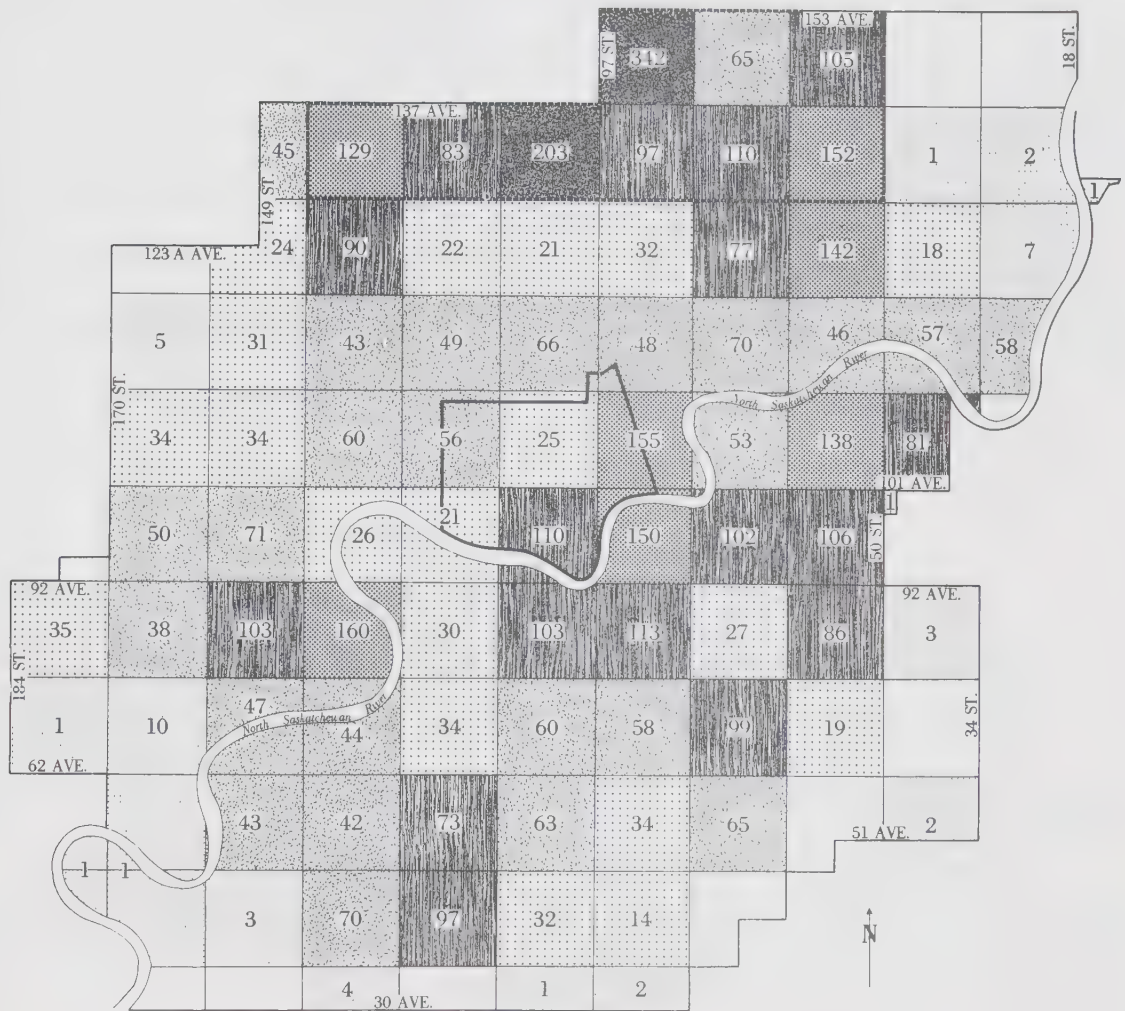 153 AVE.
97 ST.
18 ST.
342 65 105
137 AVE.
45 129 83 203 97 110 152 1 2
1
149 ST.
123 A AVE.
24 90 22 21 32 77 142 18 7
5 31 43 49 66 48 70 46 57 58
North Saskatchewan River
170 ST.
34 34 60 56 25 155 53 138 81
101 AVE.
50 71 26 21 110 150 102 106 1
50 ST.
92 AVE.
92 AVE.
35 38 103 160 30 103 113 27 86 3
184 ST.
34 ST.
1 10 47 44 34 60 58 99 19
North Saskatchewan River
62 AVE.
43 42 73 63 34 65 2
51 AVE.
1 1
3 70 97 32 14
N
4 1 2
30 AVE.